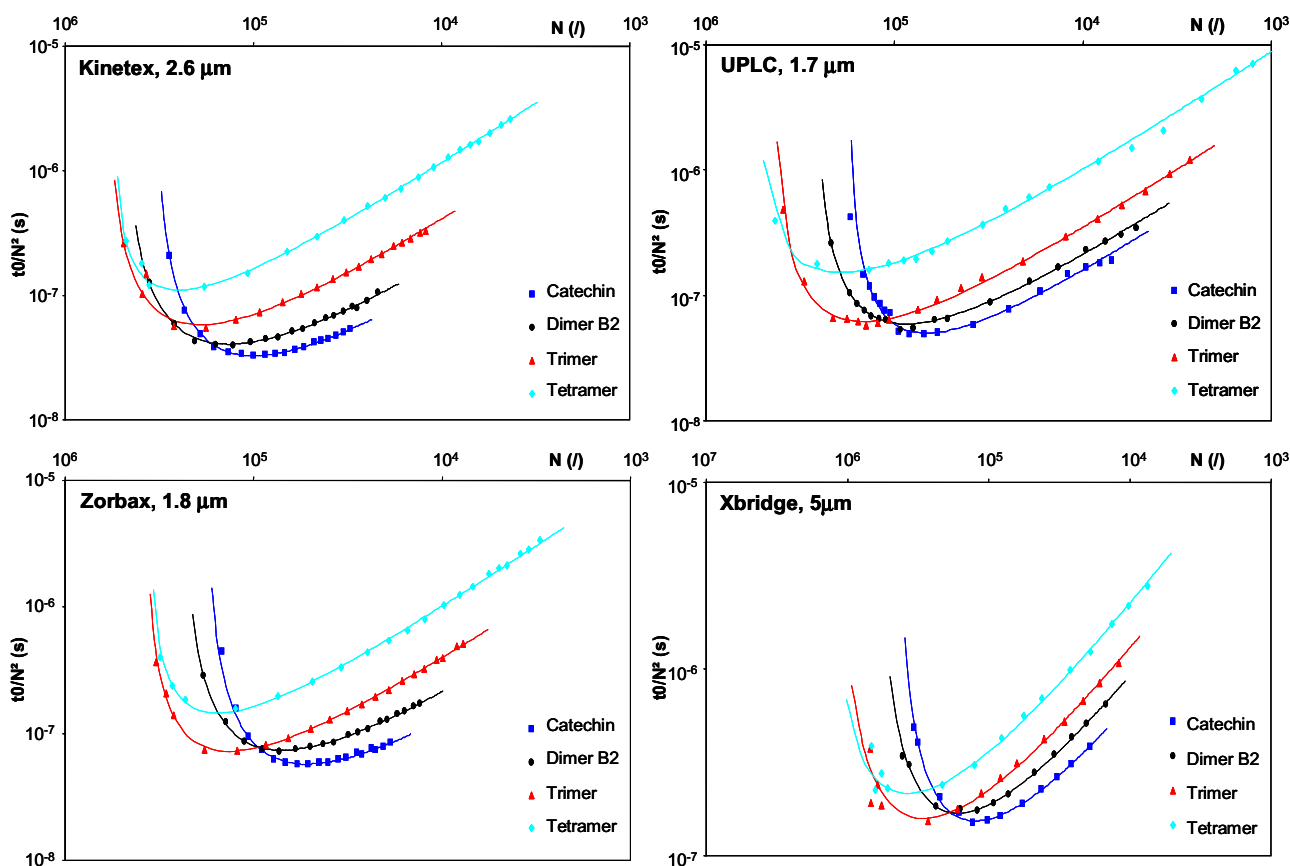 10⁶ 10⁵ 10⁴ N (/) 10³
10⁻⁵
Kinetex, 2.6 µm
10⁻⁶
t0/N² (s)
10⁻⁷
10⁻⁸
Catechin
Dimer B2
Trimer
Tetramer
10⁶ 10⁵ 10⁴ N (/) 10³
10⁻⁵
UPLC, 1.7 µm
10⁻⁶
t0/N² (s)
10⁻⁷
10⁻⁸
Catechin
Dimer B2
Trimer
Tetramer
10⁶ 10⁵ 10⁴ N (/) 10³
10⁻⁵
Zorbax, 1.8 µm
10⁻⁶
t0/N² (s)
10⁻⁷
10⁻⁸
Catechin
Dimer B2
Trimer
Tetramer
10⁷ 10⁶ 10⁵ 10⁴ N (/) 10³
10⁻⁵
Xbridge, 5µm
10⁻⁶
t0/N² (s)
10⁻⁷
Catechin
Dimer B2
Trimer
Tetramer